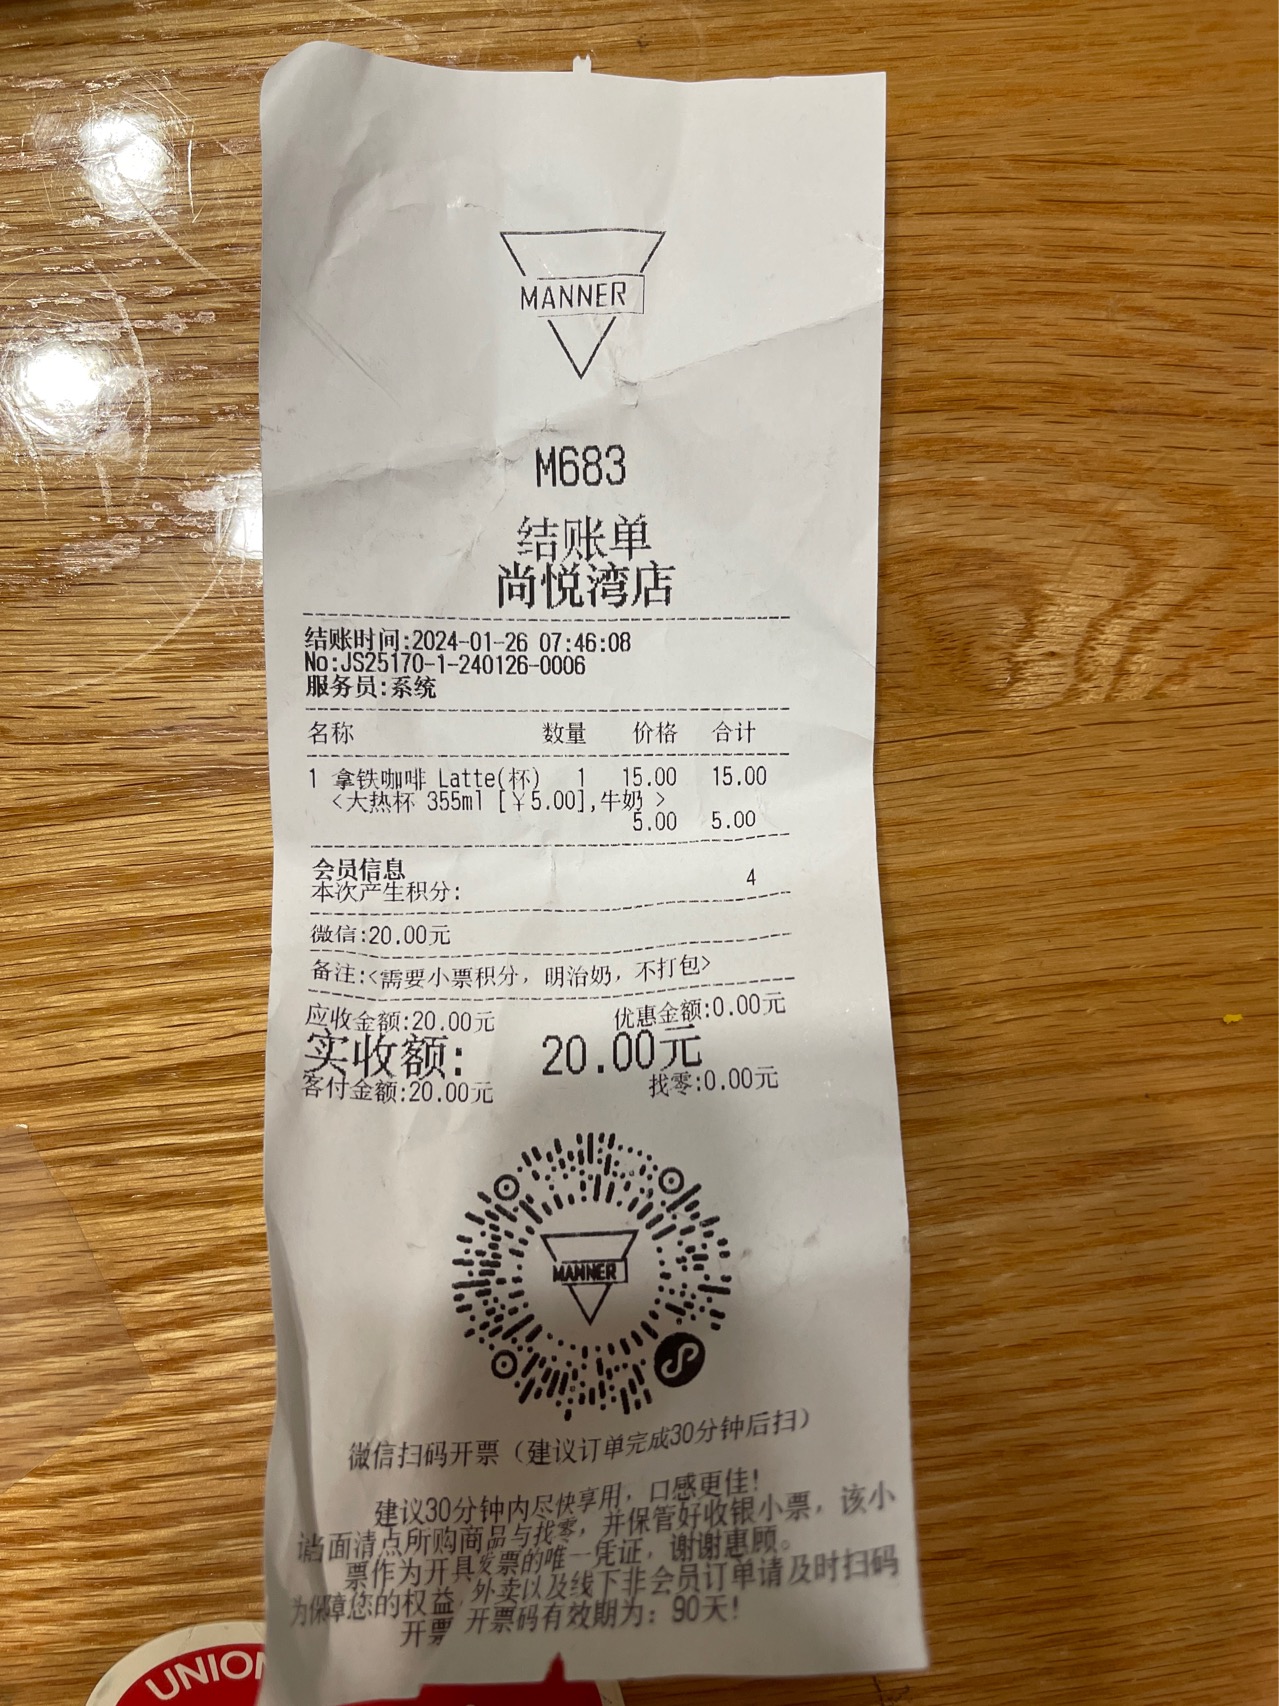 MANNER
M683
结账单
尚悦湾店
结账时间:2024-01-26 07:46:08
No:JS25170-1-240126-0006
服务员:系统
名称 数量 价格 合计
1 拿铁咖啡 Latte(杯) 1 15.00 15.00
<大热杯 355ml [￥5.00],牛奶 >
5.00 5.00
会员信息
本次产生积分: 4
微信:20.00元
备注:<需要小票积分，明治奶，不打包>
应收金额:20.00元 优惠金额:0.00元
实收额: 20.00元
客付金额:20.00元 找零:0.00元
MANNER
微信扫码开票（建议订单完成30分钟后扫）
建议30分钟内尽快享用，口感更佳！
请当面清点所购商品与找零，并保管好收银小票，该小
票作为开具发票的唯一凭证，谢谢惠顾。
为保障您的权益，外卖以及线下非会员订单请及时扫码
开票，开票码有效期为：90天！
UNION